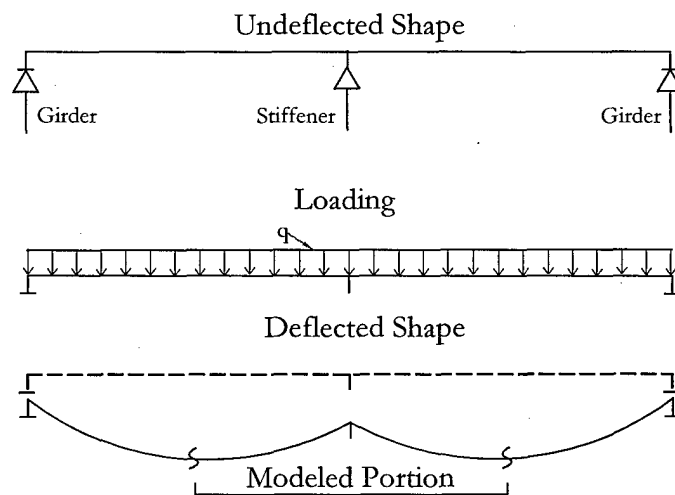 Undeflected Shape
Girder
Stiffener
Girder
Loading
q
Deflected Shape
Modeled Portion